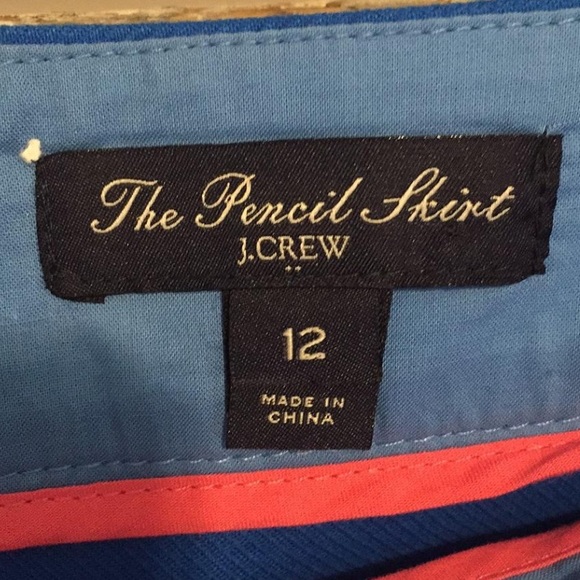 The Pencil Skirt
J.CREW
12
MADE IN
CHINA